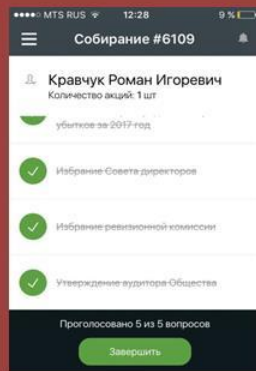 MTS RUS 12:28 9 %
Собирание #6109
Кравчук Роман Игоревич
Количество акций: 1 шт
убытков за 2017 год
Избрание Совета директоров
Избрание ревизионной комиссии
Утверждение аудитора Общества
Проголосовано 5 из 5 вопросов
Завершить